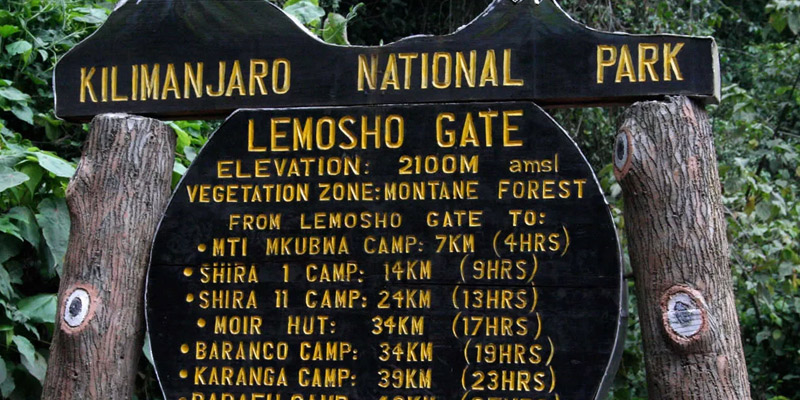 KILIMANJARO NATIONAL PARK
LEMOSHO GATE
ELEVATION: 2100M amsl
VEGETATION ZONE:MONTANE FOREST
FROM LEMOSHO GATE TO:
•MTI MKUBWA CAMP: 7KM (4HRS)
•SHIRA 1 CAMP: 14KM (9HRS)
•SHIRA 11 CAMP: 24KM (13HRS)
•MOIR HUT: 34KM (17HRS)
•BARANCO CAMP: 34KM (19HRS)
•KARANGA CAMP: 39KM (23HRS)
CAMP: